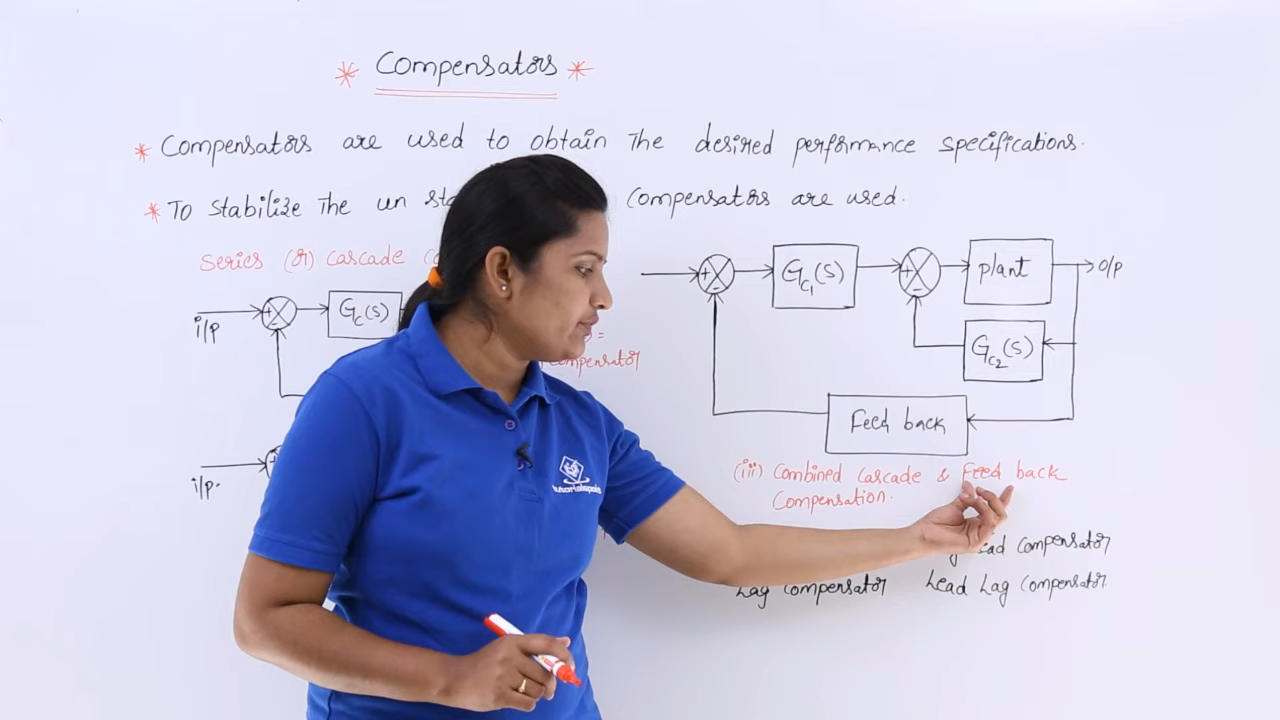 * Compensators *
* Compensators are used to obtain The desired performance specifications.
* To stabilize The un compensators are used.
Series (or) cascade
i/p
+
-
Gc(s)
Compensator
i/p.
+
-
Gc1(s)
+
-
plant
o/p
Gc2(s)
Feed back
(iii) Combined Cascade & Feed back
Compensation.
Compensator
Lag Compensator
Lead Lag Compensator
tutorialspoint